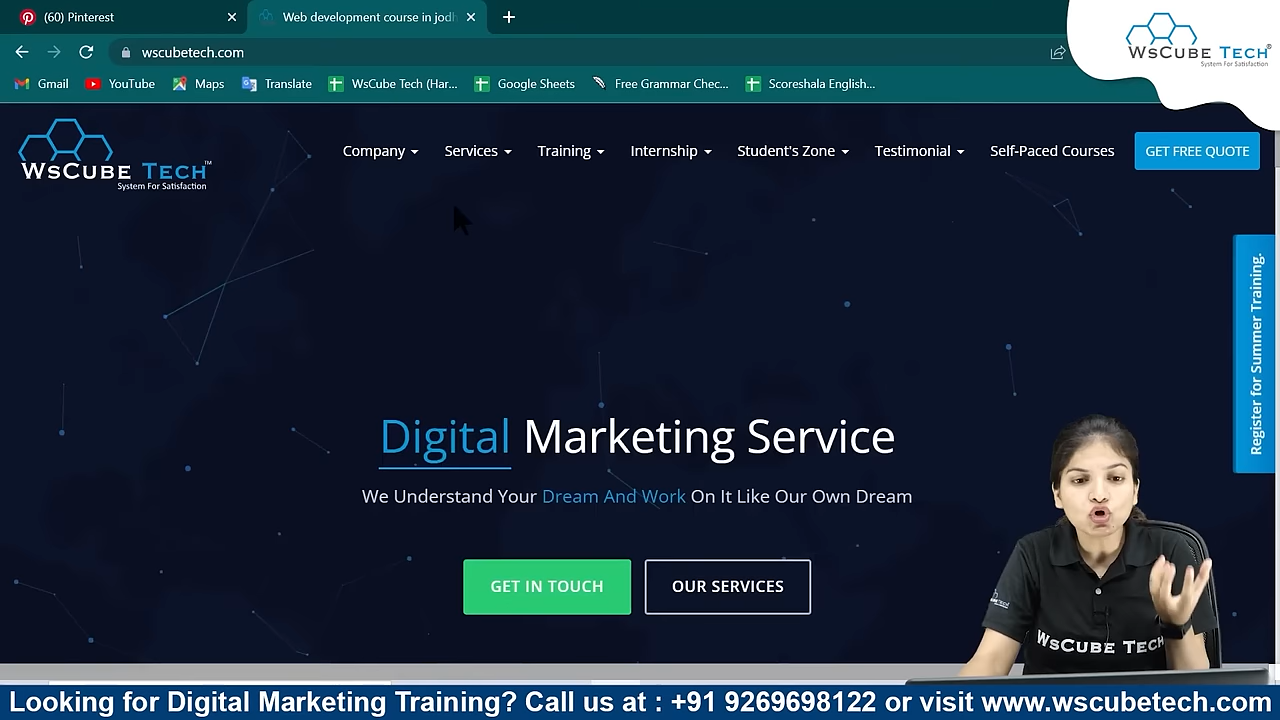 (60) Pinterest
Web development course in jodh
wscubetech.com
WsCube Tech®
System For Satisfaction
Gmail
YouTube
Maps
Translate
WsCube Tech (Har...
Google Sheets
Free Grammar Chec...
Scoreshala English...
WsCube Tech™
System For Satisfaction
Company
Services
Training
Internship
Student's Zone
Testimonial
Self-Paced Courses
GET FREE QUOTE
Register for Summer Training.
Digital Marketing Service
We Understand Your Dream And Work On It Like Our Own Dream
GET IN TOUCH
OUR SERVICES
WsCube Tech
Looking for Digital Marketing Training? Call us at : +91 9269698122 or visit www.wscubetech.com